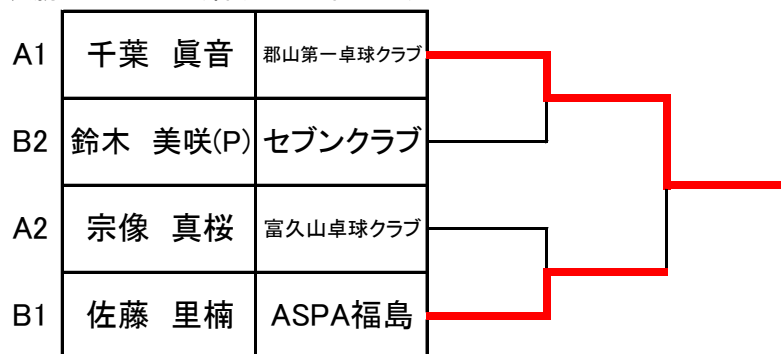 A1 千葉 眞音 郡山第一卓球クラブ
B2 鈴木 美咲(P) セブンクラブ
A2 宗像 真桜 富久山卓球クラブ
B1 佐藤 里楠 ASPA福島